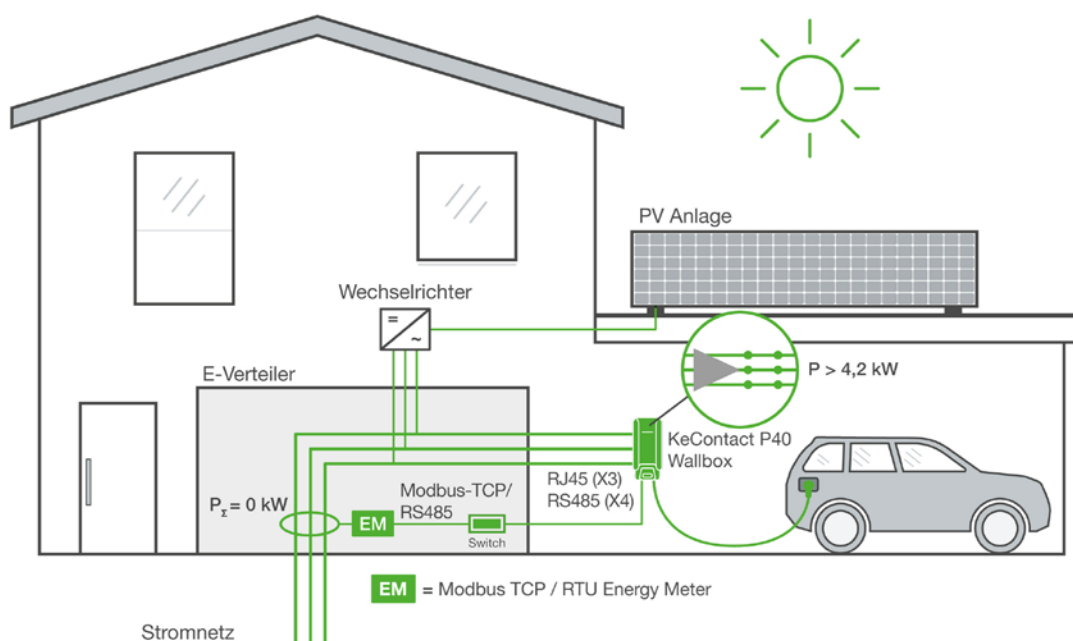 PV Anlage
Wechselrichter
=
~
P > 4,2 kW
E-Verteiler
KeContact P40
Wallbox
RJ45 (X3)
RS485 (X4)
Modbus-TCP/
RS485
PΣ = 0 kW
EM
Switch
EM = Modbus TCP / RTU Energy Meter
Stromnetz